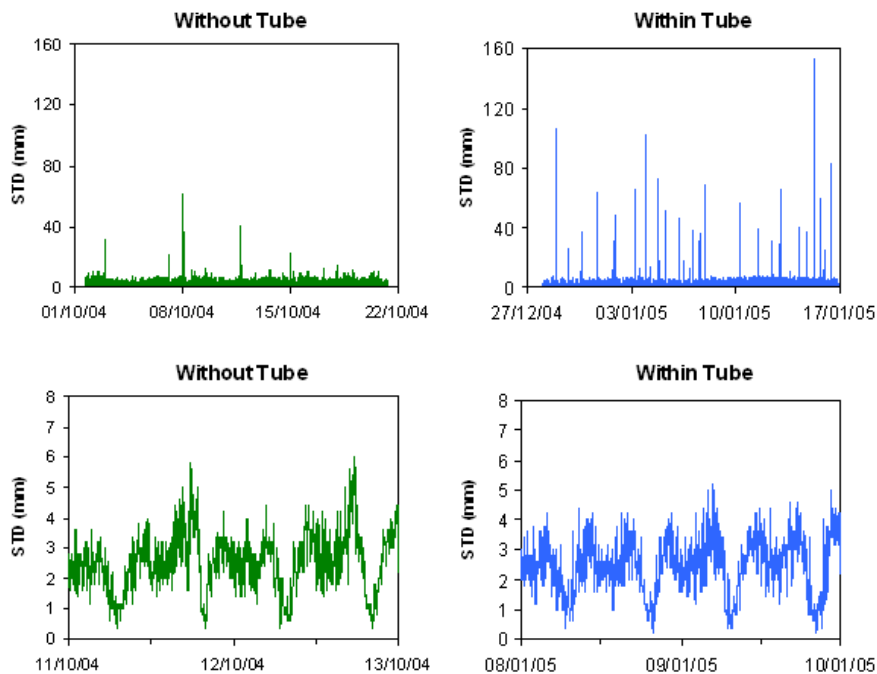 Without Tube
STD (mm)
160
120
80
40
0
01/10/04 08/10/04 15/10/04 22/10/04
Within Tube
STD (mm)
160
120
80
40
0
27/12/04 03/01/05 10/01/05 17/01/05
Without Tube
STD (mm)
8
7
6
5
4
3
2
1
0
11/10/04 12/10/04 13/10/04
Within Tube
STD (mm)
8
7
6
5
4
3
2
1
0
08/01/05 09/01/05 10/01/05